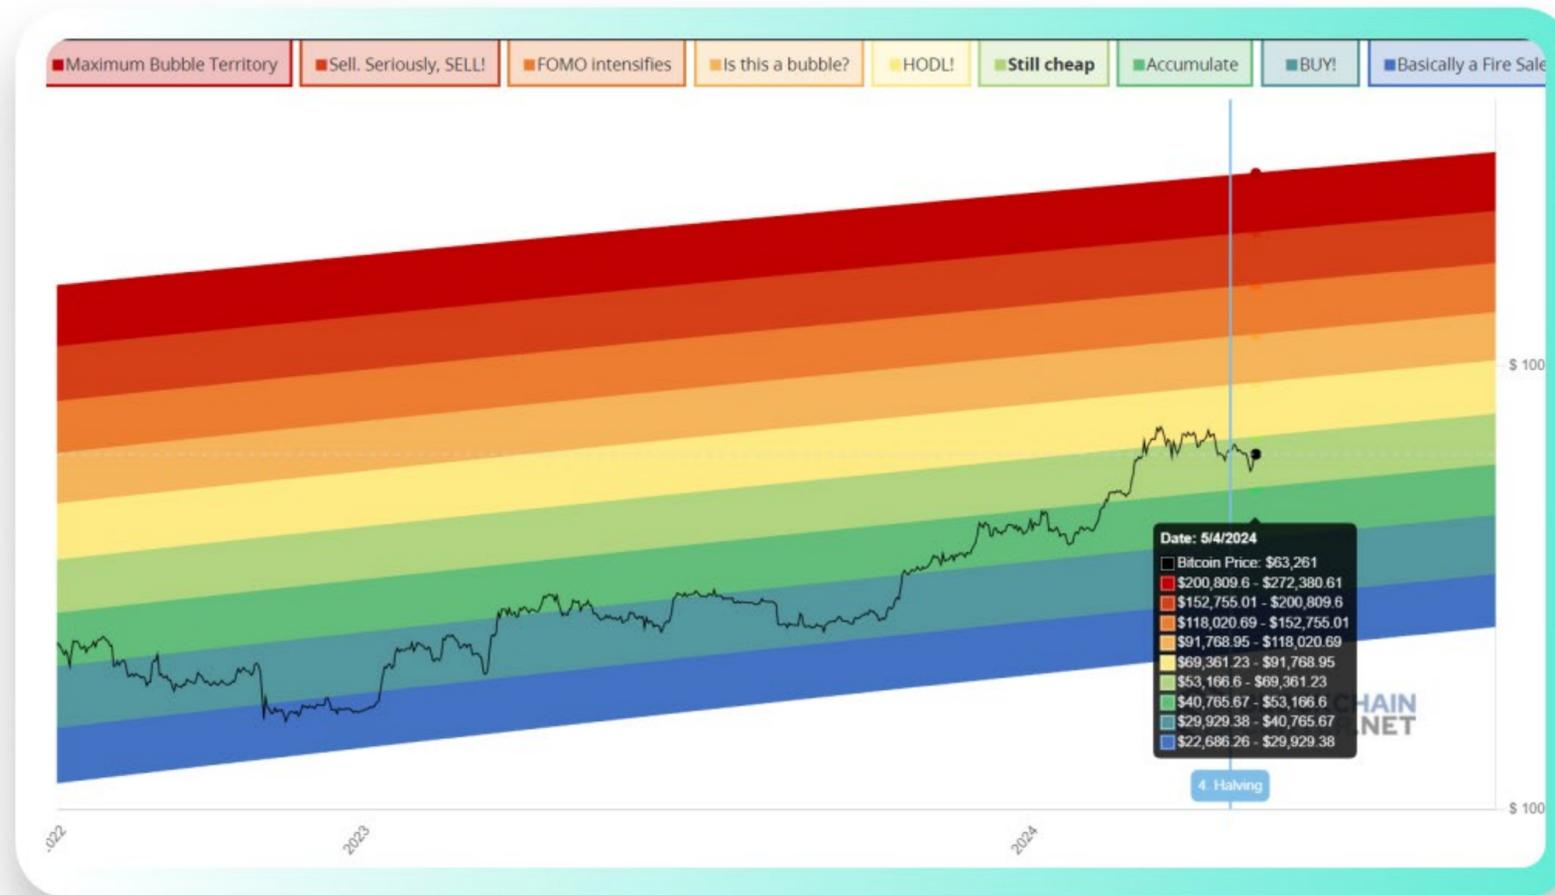 Maximum Bubble Territory
Sell. Seriously, SELL!
FOMO intensifies
Is this a bubble?
HODL!
Still cheap
Accumulate
BUY!
Basically a Fire Sale
$ 100
Date: 5/4/2024
Bitcoin Price: $63,261
$200,809.6 - $272,380.61
$152,755.01 - $200,809.6
$118,020.69 - $152,755.01
$91,768.95 - $118,020.69
$69,361.23 - $91,768.95
$53,166.6 - $69,361.23
$40,765.67 - $53,166.6
$29,929.38 - $40,765.67
$22,686.26 - $29,929.38
CHAIN
.NET
4. Halving
$ 100
022
2023
2024